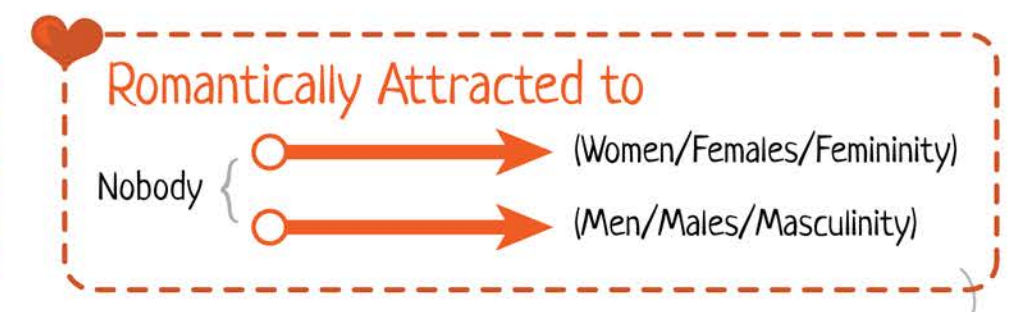 Romantically Attracted to
(Women/Females/Femininity)
Nobody
(Men/Males/Masculinity)